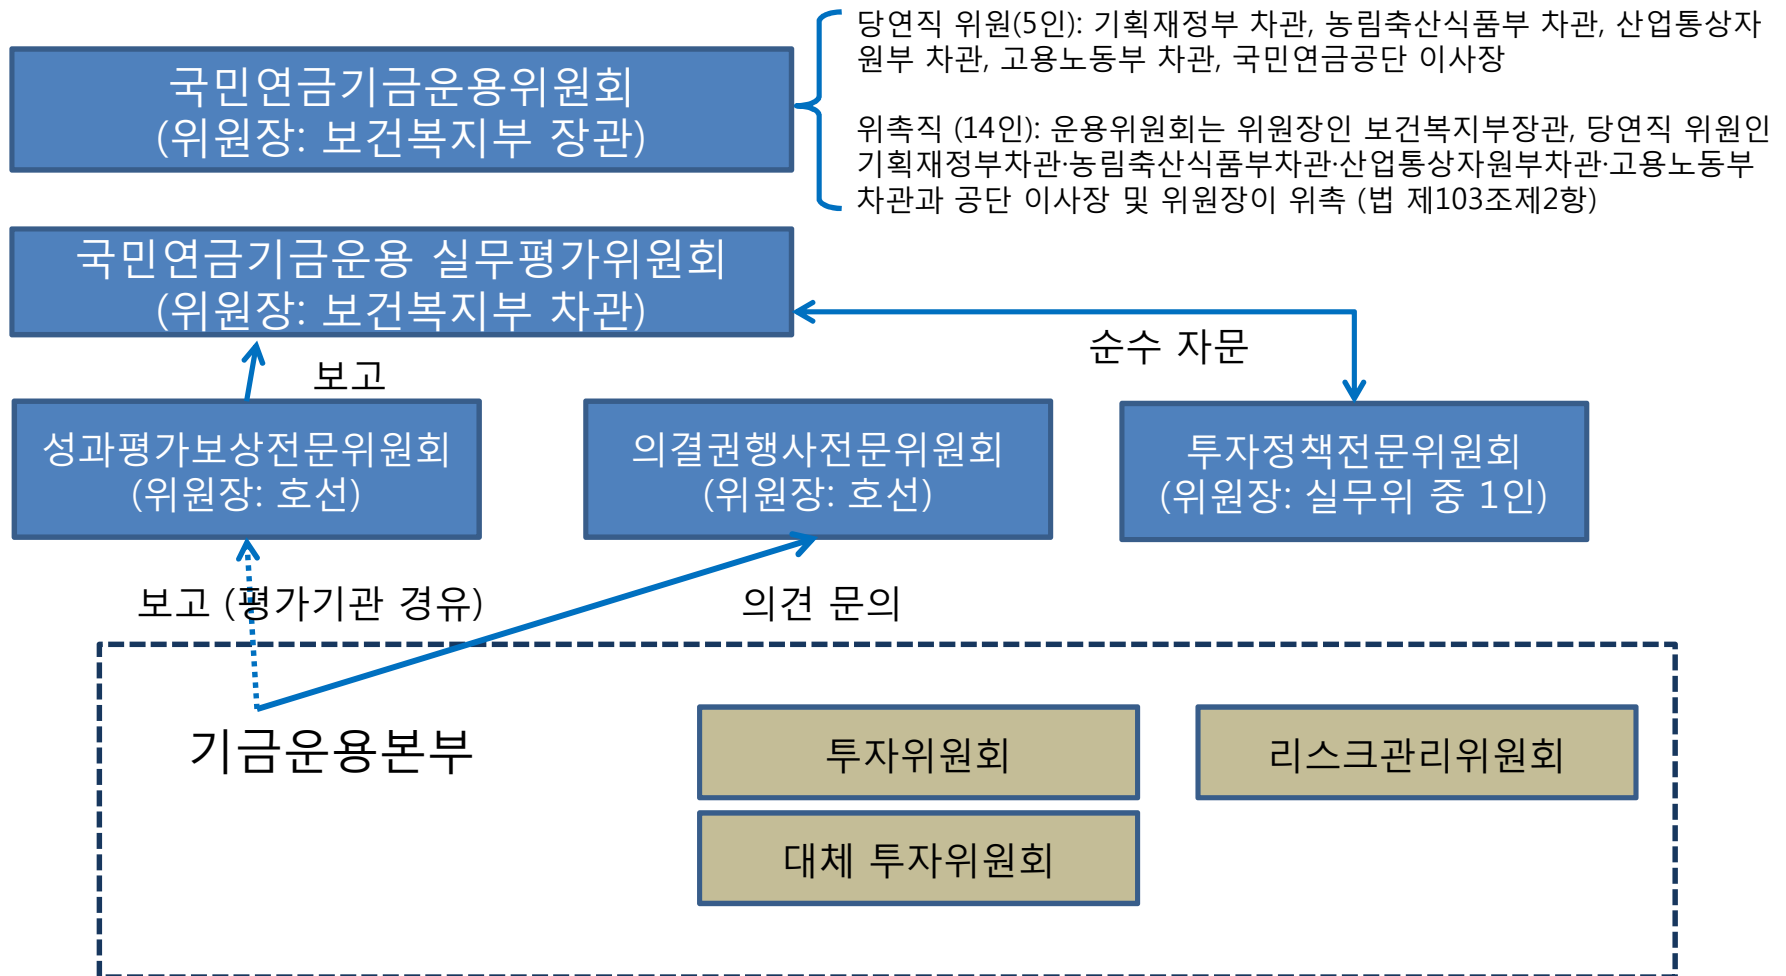 국민연금기금운용위원회
(위원장: 보건복지부 장관)
당연직 위원(5인): 기획재정부 차관, 농림축산식품부 차관, 산업통상자
원부 차관, 고용노동부 차관, 국민연금공단 이사장
위촉직 (14인): 운용위원회는 위원장인 보건복지부장관, 당연직 위원인
기획재정부차관·농림축산식품부차관·산업통상자원부차관·고용노동부
차관과 공단 이사장 및 위원장이 위촉 (법 제103조제2항)
국민연금기금운용 실무평가위원회
(위원장: 보건복지부 차관)
순수 자문
보고
성과평가보상전문위원회
(위원장: 호선)
의결권행사전문위원회
(위원장: 호선)
투자정책전문위원회
(위원장: 실무위 중 1인)
보고 (평가기관 경유)
의견 문의
기금운용본부
투자위원회
리스크관리위원회
대체 투자위원회